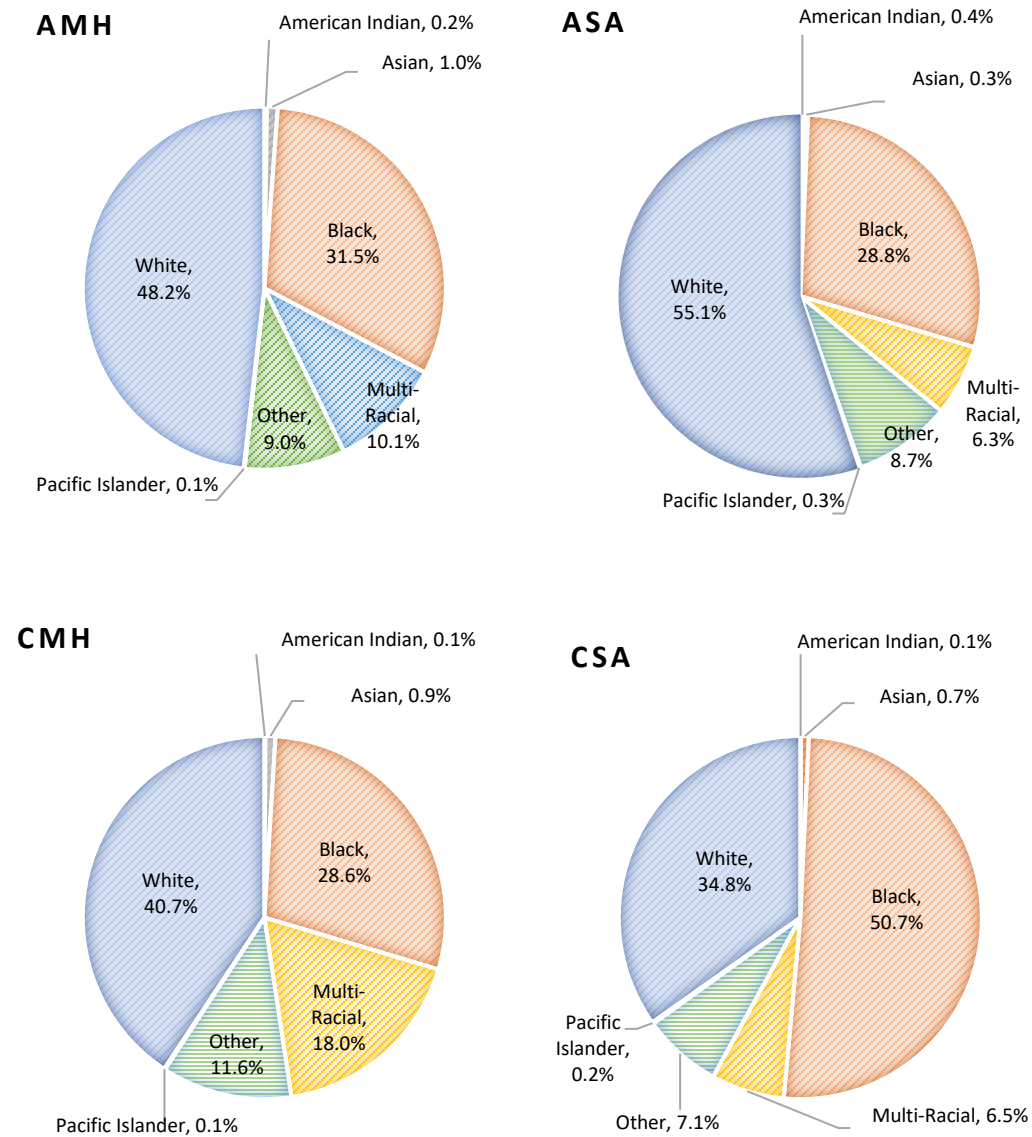 AMH
American Indian, 0.2%
Asian, 1.0%
Black,
31.5%
White,
48.2%
Multi-
Racial,
10.1%
Other,
9.0%
Pacific Islander, 0.1%
ASA
American Indian, 0.4%
Asian, 0.3%
Black,
28.8%
White,
55.1%
Multi-
Racial,
6.3%
Other,
8.7%
Pacific Islander, 0.3%
CMH
American Indian, 0.1%
Asian, 0.9%
Black,
28.6%
White,
40.7%
Multi-
Racial,
18.0%
Other,
11.6%
Pacific Islander, 0.1%
CSA
American Indian, 0.1%
Asian, 0.7%
White,
34.8%
Black,
50.7%
Pacific
Islander,
0.2%
Other, 7.1%
Multi-Racial, 6.5%